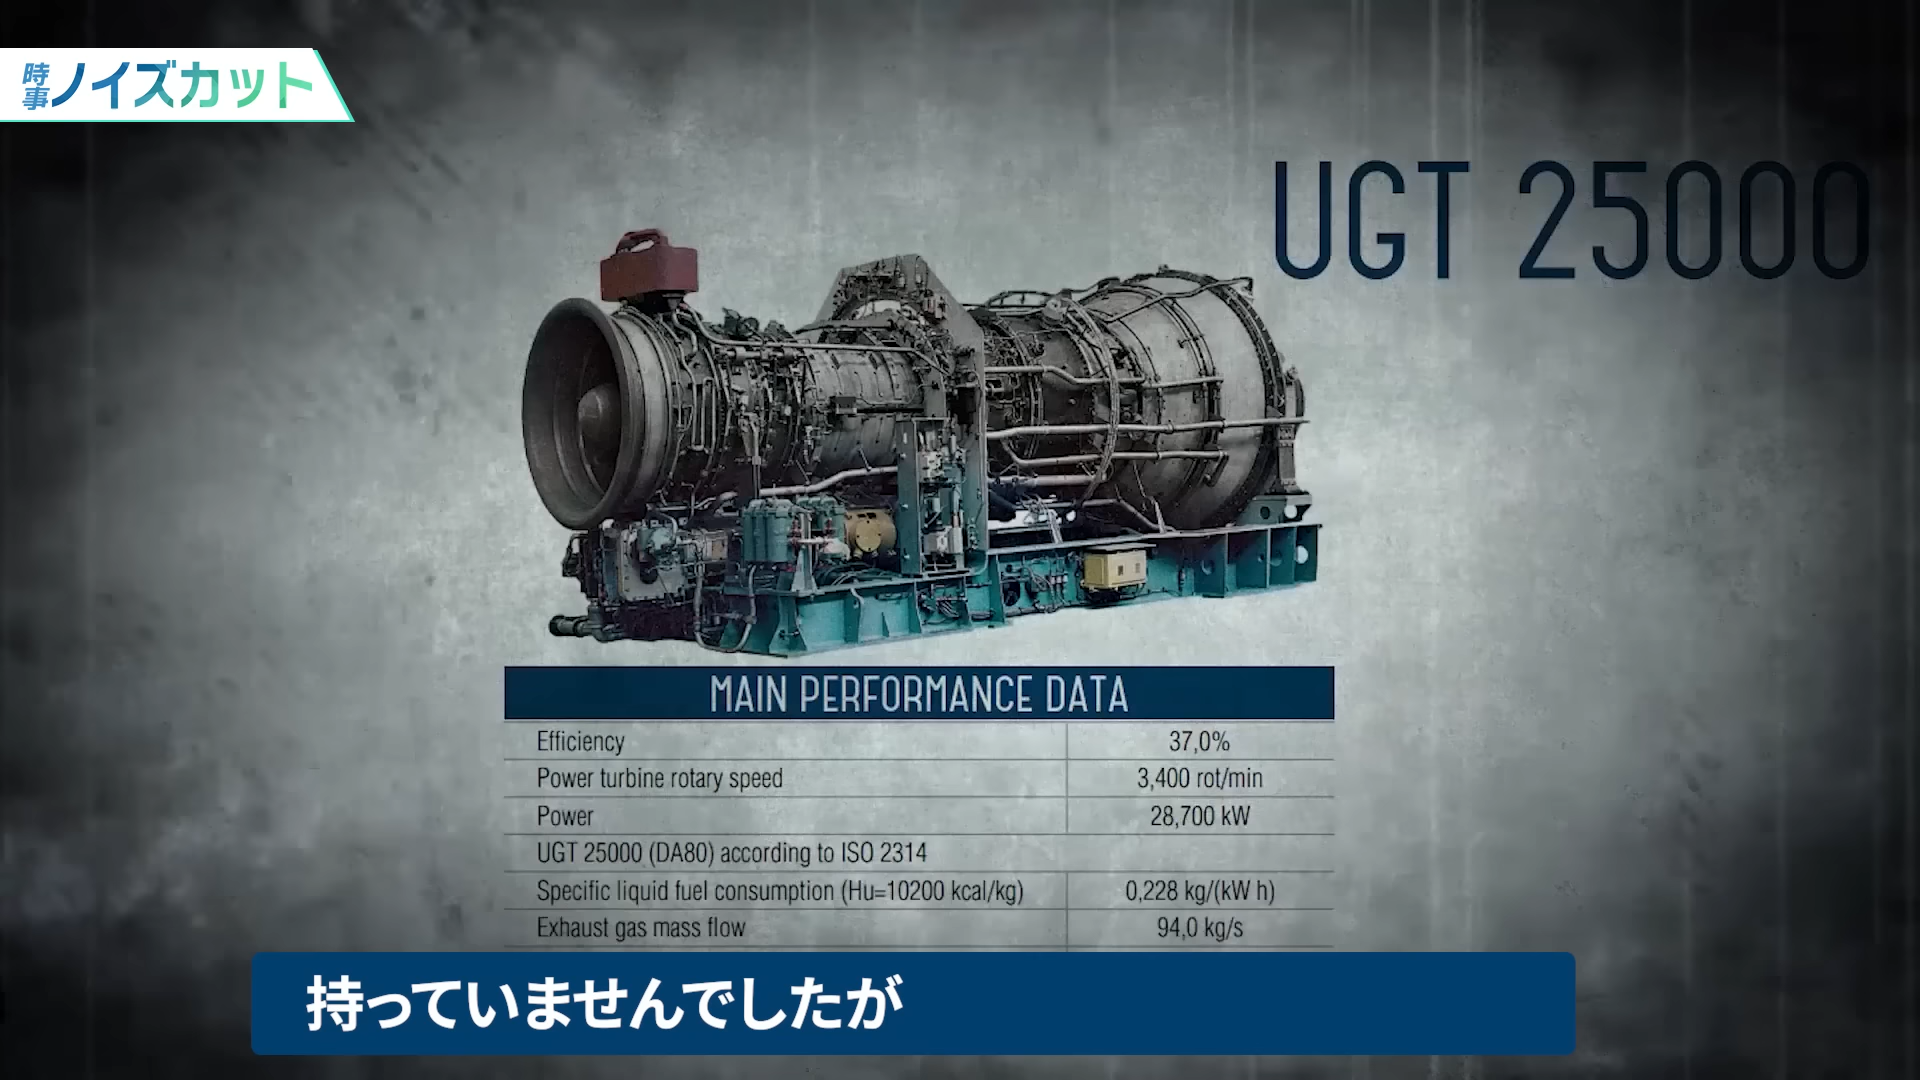 時事ノイズカット
UGT 25000
MAIN PERFORMANCE DATA
Efficiency 37,0%
Power turbine rotary speed 3,400 rot/min
Power 28,700 kW
UGT 25000 (DA80) according to ISO 2314
Specific liquid fuel consumption (Hu=10200 kcal/kg) 0,228 kg/(kW h)
Exhaust gas mass flow 94,0 kg/s
持っていませんでしたが